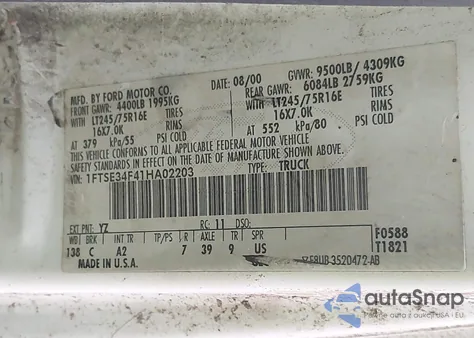 MFD. BY FORD MOTOR CO.
DATE: 08/00 GVWR: 9500LB/ 4309KG
FRONT GAWR: 4400LB 1995KG REAR GAWR: 6084LB 2759KG
WITH LT245/75R16E TIRES WITH LT245/75R16E TIRES
16X7.0K RIMS 16X7.0K RIMS
AT 379 kPa/55 PSI COLD AT 552 kPa/80 PSI COLD
THIS VEHICLE CONFORMS TO ALL APPLICABLE FEDERAL MOTOR VEHICLE
SAFETY STANDARDS IN EFFECT ON THE DATE OF MANUFACTURE SHOWN ABOVE.
VIN: 1FTSE34F41HA02203
TYPE: TRUCK
EXT PNT: YZ RC: 11 DSO: F0588
WB BRK INT TR TP/PS R AXLE TR SPR T1821
138 C A2 7 39 9 US
MADE IN U.S.A. 3520472-AB
autoSnap